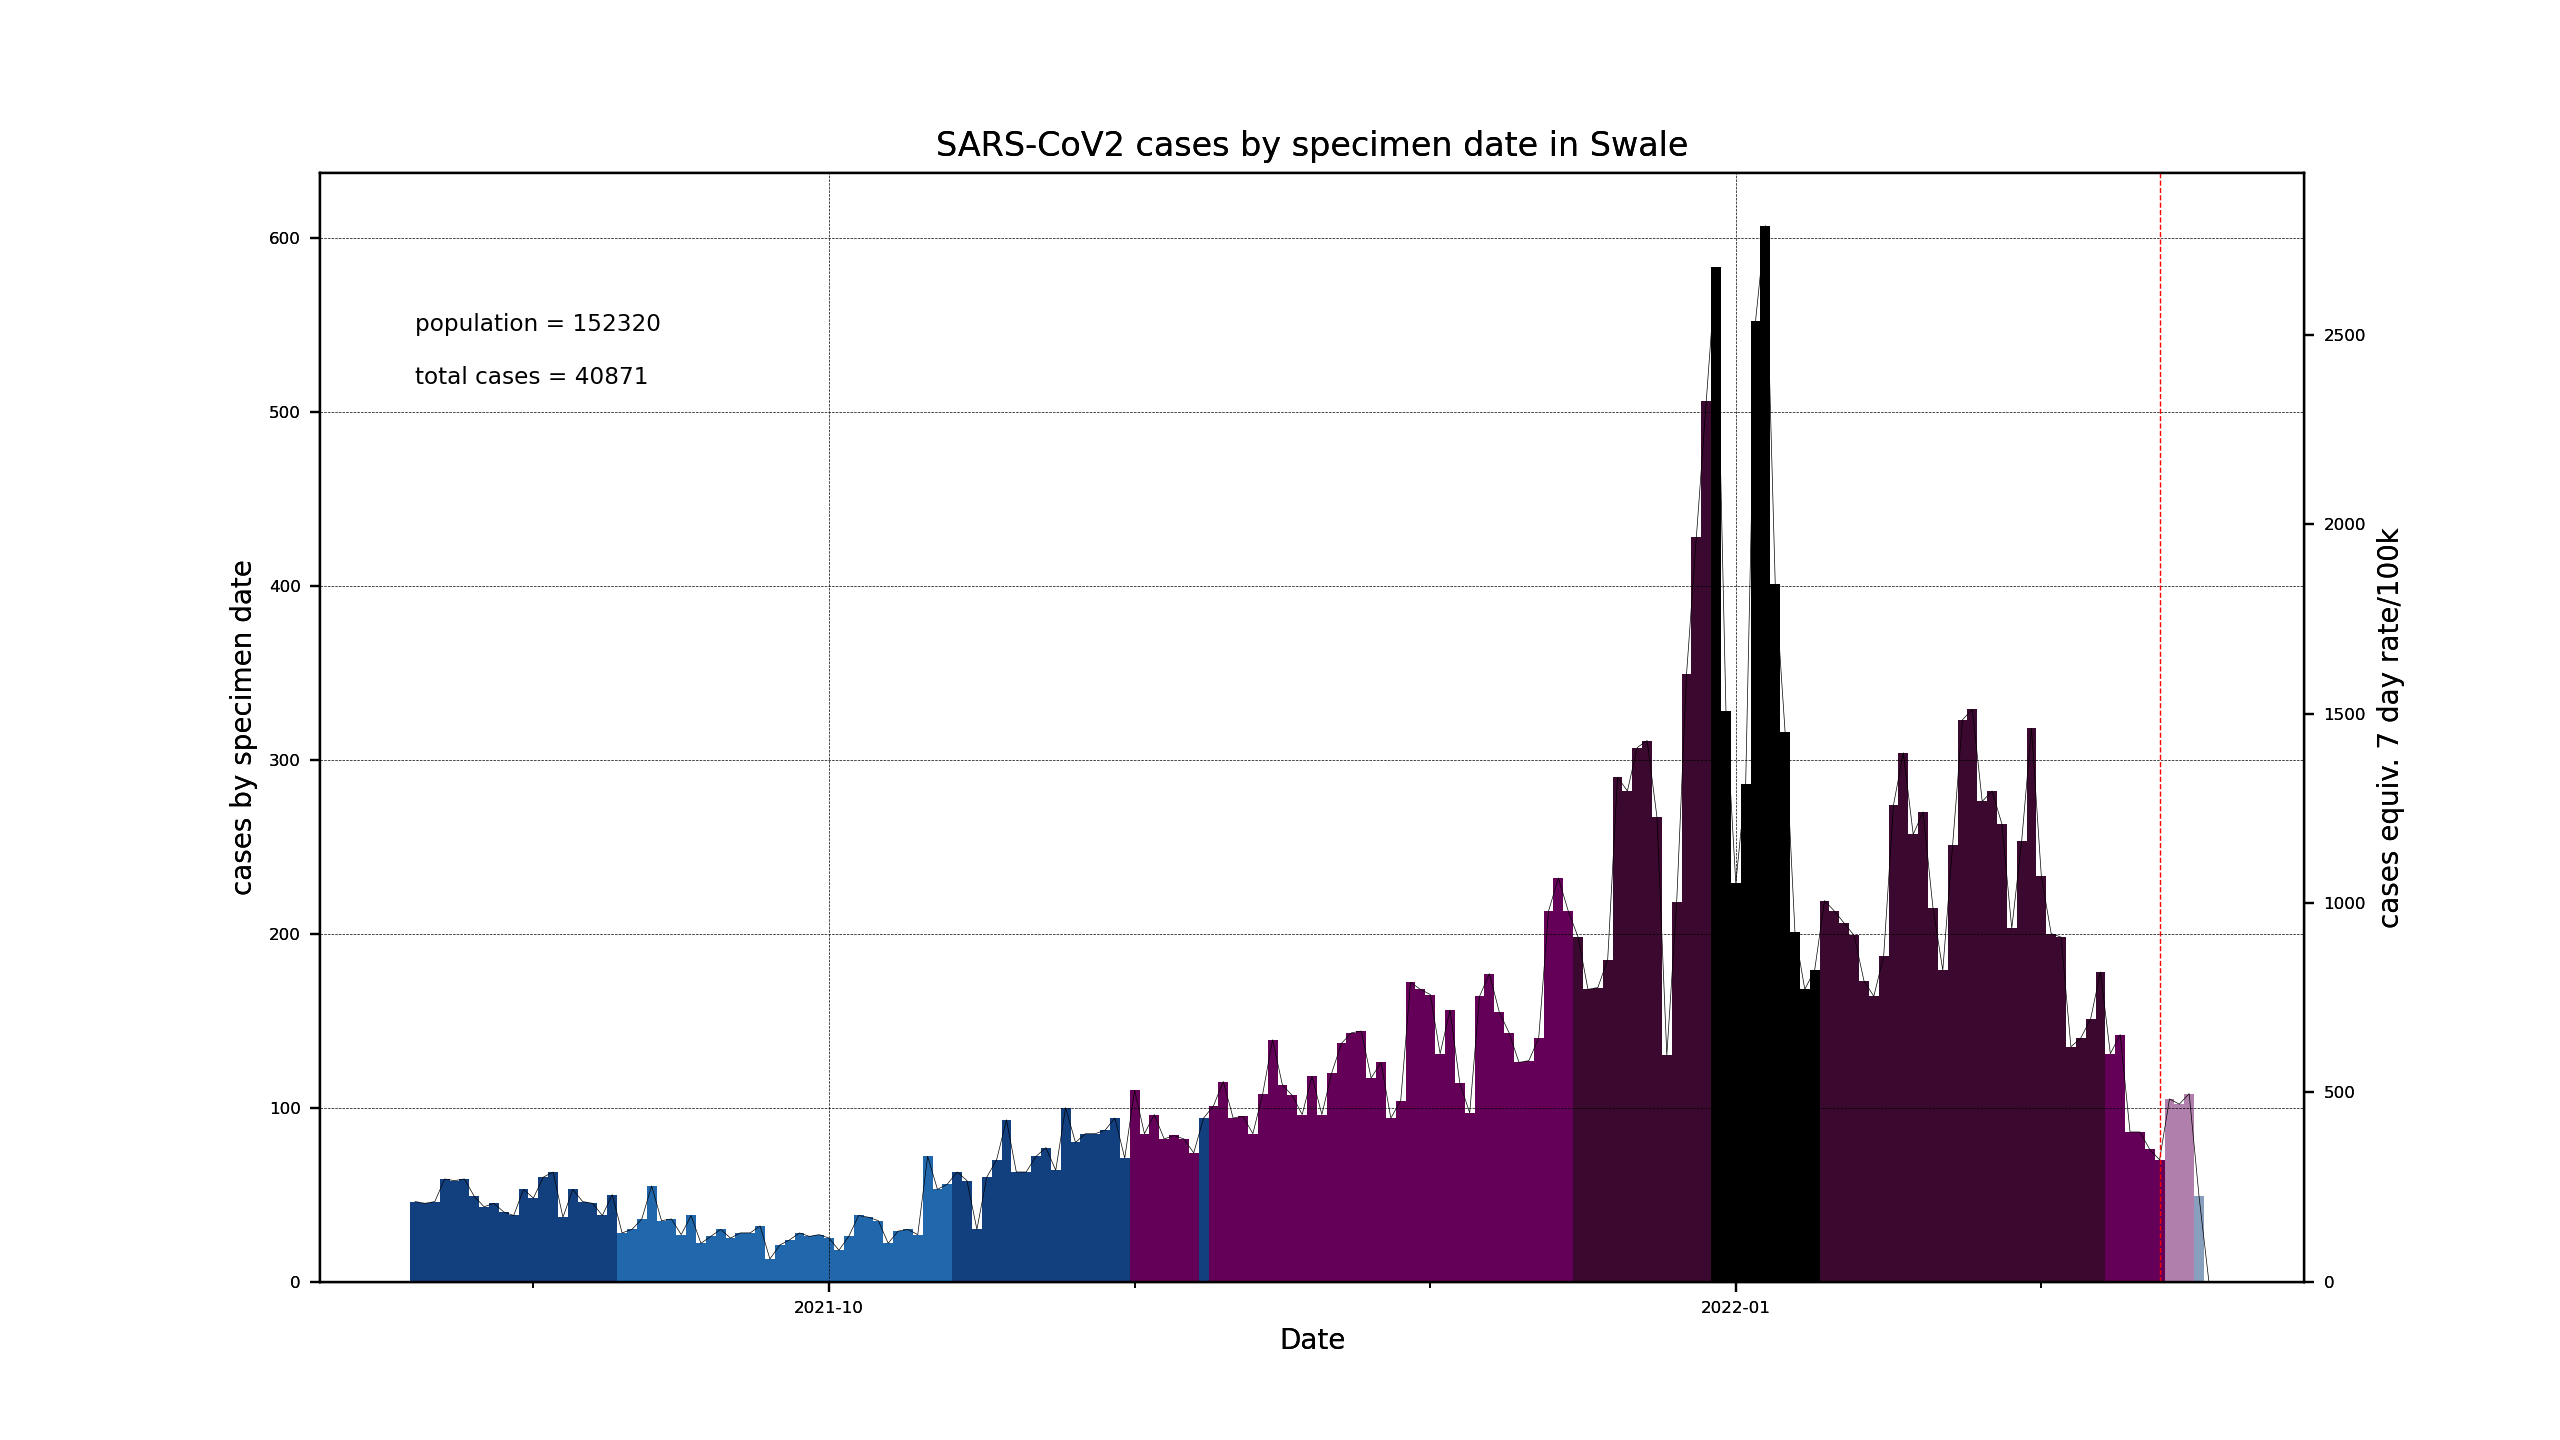 SARS-CoV2 cases by specimen date in Swale
population = 152320
total cases = 40871
cases by specimen date
600
500
400
300
200
100
0
2500
2000
1500
1000
500
0
cases equiv. 7 day rate/100k
2021-10
2022-01
Date